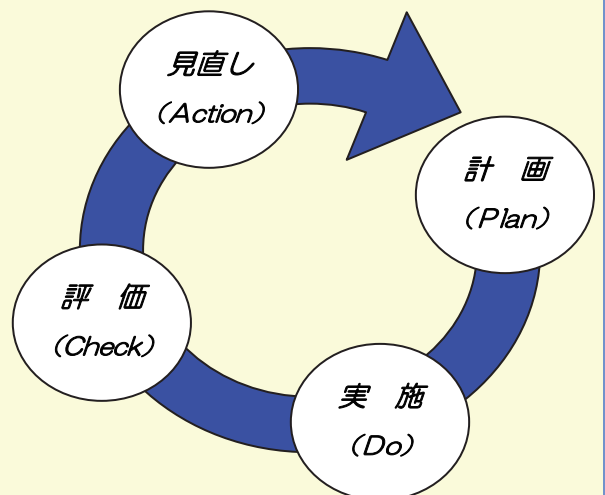 見直し
(Action)
計　画
(Plan)
実　施
(Do)
評　価
(Check)